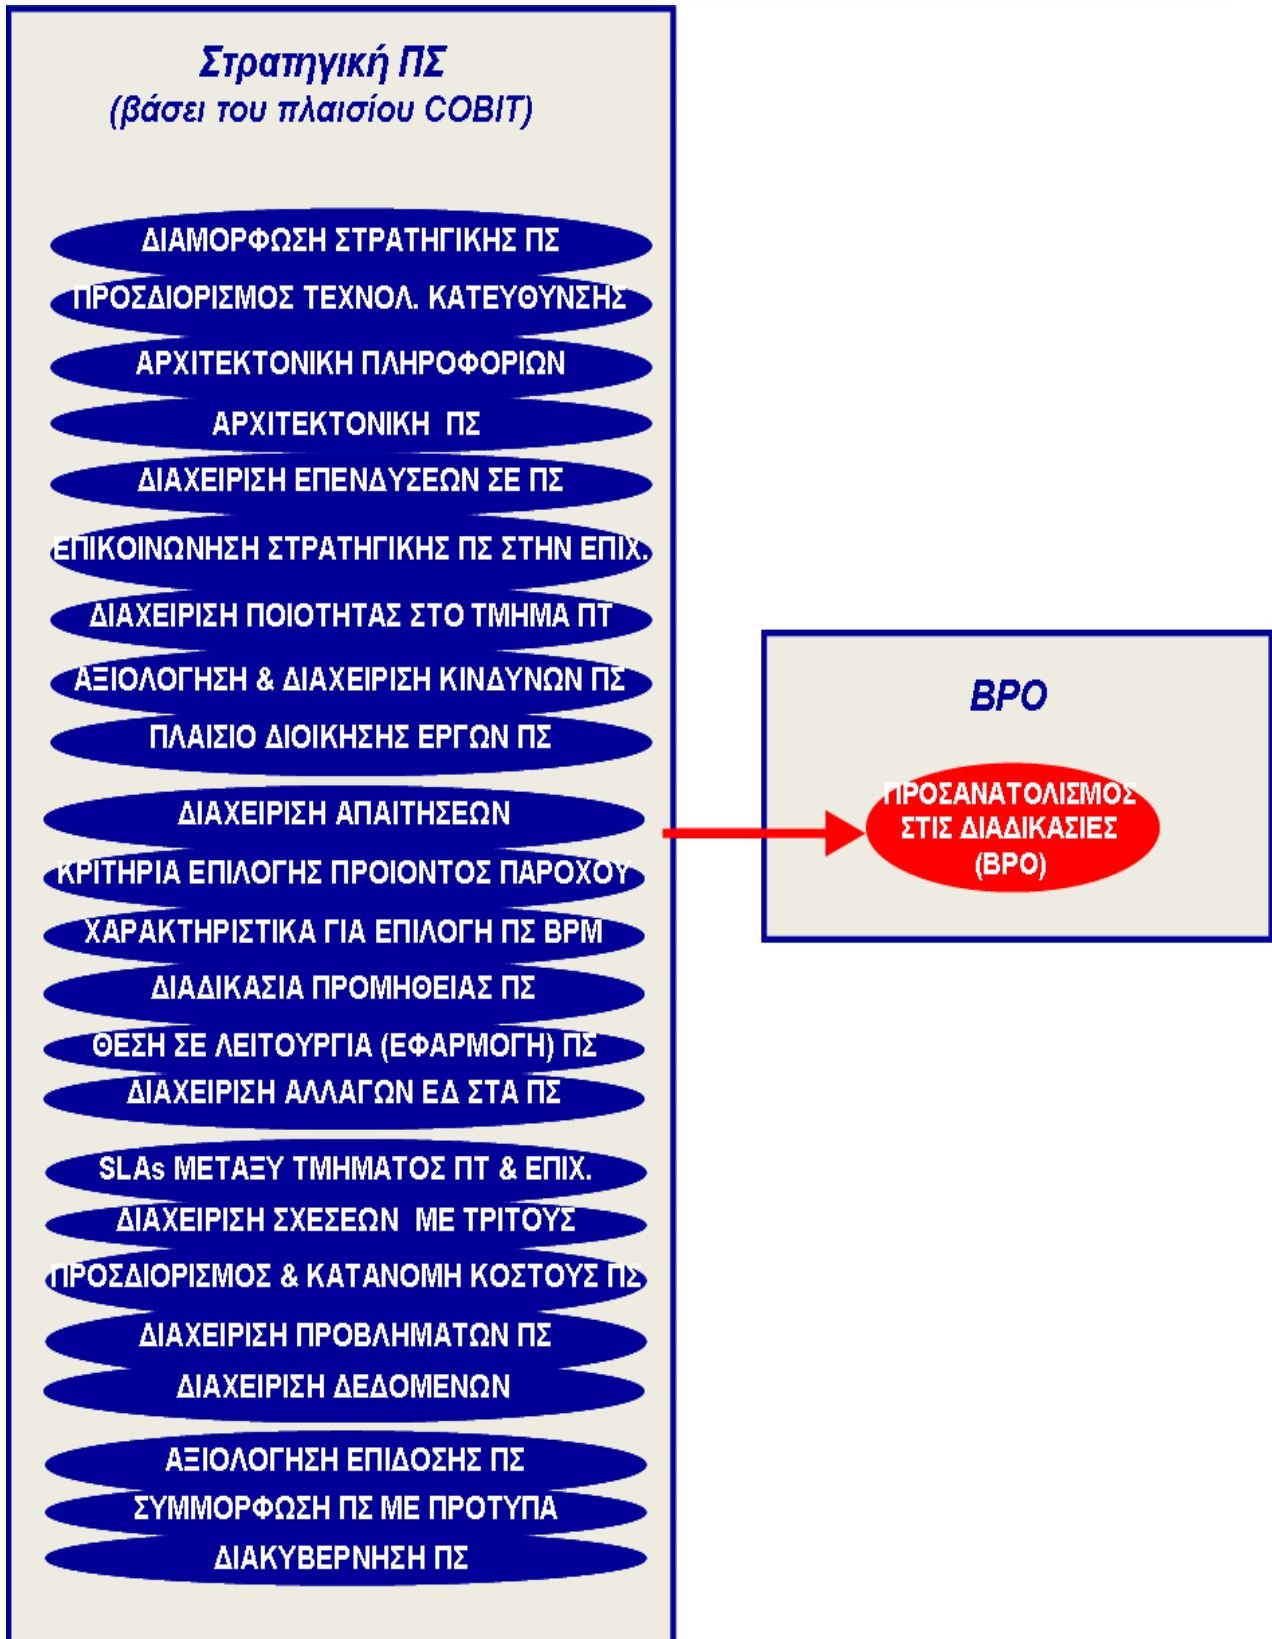 Στρατηγική ΠΣ
(βάσει του πλαισίου COBIT)
ΔΙΑΜΟΡΦΩΣΗ ΣΤΡΑΤΗΓΙΚΗΣ ΠΣ
ΠΡΟΣΔΙΟΡΙΣΜΟΣ ΤΕΧΝΟΛ. ΚΑΤΕΥΘΥΝΣΗΣ
ΑΡΧΙΤΕΚΤΟΝΙΚΗ ΠΛΗΡΟΦΟΡΙΩΝ
ΑΡΧΙΤΕΚΤΟΝΙΚΗ ΠΣ
ΔΙΑΧΕΙΡΙΣΗ ΕΠΕΝΔΥΣΕΩΝ ΣΕ ΠΣ
ΕΠΙΚΟΙΝΩΝΗΣΗ ΣΤΡΑΤΗΓΙΚΗΣ ΠΣ ΣΤΗΝ ΕΠΙΧ.
ΔΙΑΧΕΙΡΙΣΗ ΠΟΙΟΤΗΤΑΣ ΣΤΟ ΤΜΗΜΑ ΠΤ
ΑΞΙΟΛΟΓΗΣΗ & ΔΙΑΧΕΙΡΙΣΗ ΚΙΝΔΥΝΩΝ ΠΣ
ΠΛΑΙΣΙΟ ΔΙΟΙΚΗΣΗΣ ΕΡΓΩΝ ΠΣ
ΔΙΑΧΕΙΡΙΣΗ ΑΠΑΙΤΗΣΕΩΝ
ΚΡΙΤΗΡΙΑ ΕΠΙΛΟΓΗΣ ΠΡΟΙΟΝΤΟΣ ΠΑΡΟΧΟΥ
ΧΑΡΑΚΤΗΡΙΣΤΙΚΑ ΓΙΑ ΕΠΙΛΟΓΗ ΠΣ BPM
ΔΙΑΔΙΚΑΣΙΑ ΠΡΟΜΗΘΕΙΑΣ ΠΣ
ΘΕΣΗ ΣΕ ΛΕΙΤΟΥΡΓΙΑ (ΕΦΑΡΜΟΓΗ) ΠΣ
ΔΙΑΧΕΙΡΙΣΗ ΑΛΛΑΓΩΝ ΕΔ ΣΤΑ ΠΣ
SLAs ΜΕΤΑΞΥ ΤΜΗΜΑΤΟΣ ΠΤ & ΕΠΙΧ.
ΔΙΑΧΕΙΡΙΣΗ ΣΧΕΣΕΩΝ ΜΕ ΤΡΙΤΟΥΣ
ΠΡΟΣΔΙΟΡΙΣΜΟΣ & ΚΑΤΑΝΟΜΗ ΚΟΣΤΟΥΣ ΠΣ
ΔΙΑΧΕΙΡΙΣΗ ΠΡΟΒΛΗΜΑΤΩΝ ΠΣ
ΔΙΑΧΕΙΡΙΣΗ ΔΕΔΟΜΕΝΩΝ
ΑΞΙΟΛΟΓΗΣΗ ΕΠΙΔΟΣΗΣ ΠΣ
ΣΥΜΜΟΡΦΩΣΗ ΠΣ ΜΕ ΠΡΟΤΥΠΑ
ΔΙΑΚΥΒΕΡΝΗΣΗ ΠΣ
BPO
ΠΡΟΣΑΝΑΤΟΛΙΣΜΟΣ
ΣΤΙΣ ΔΙΑΔΙΚΑΣΙΕΣ
(BPO)